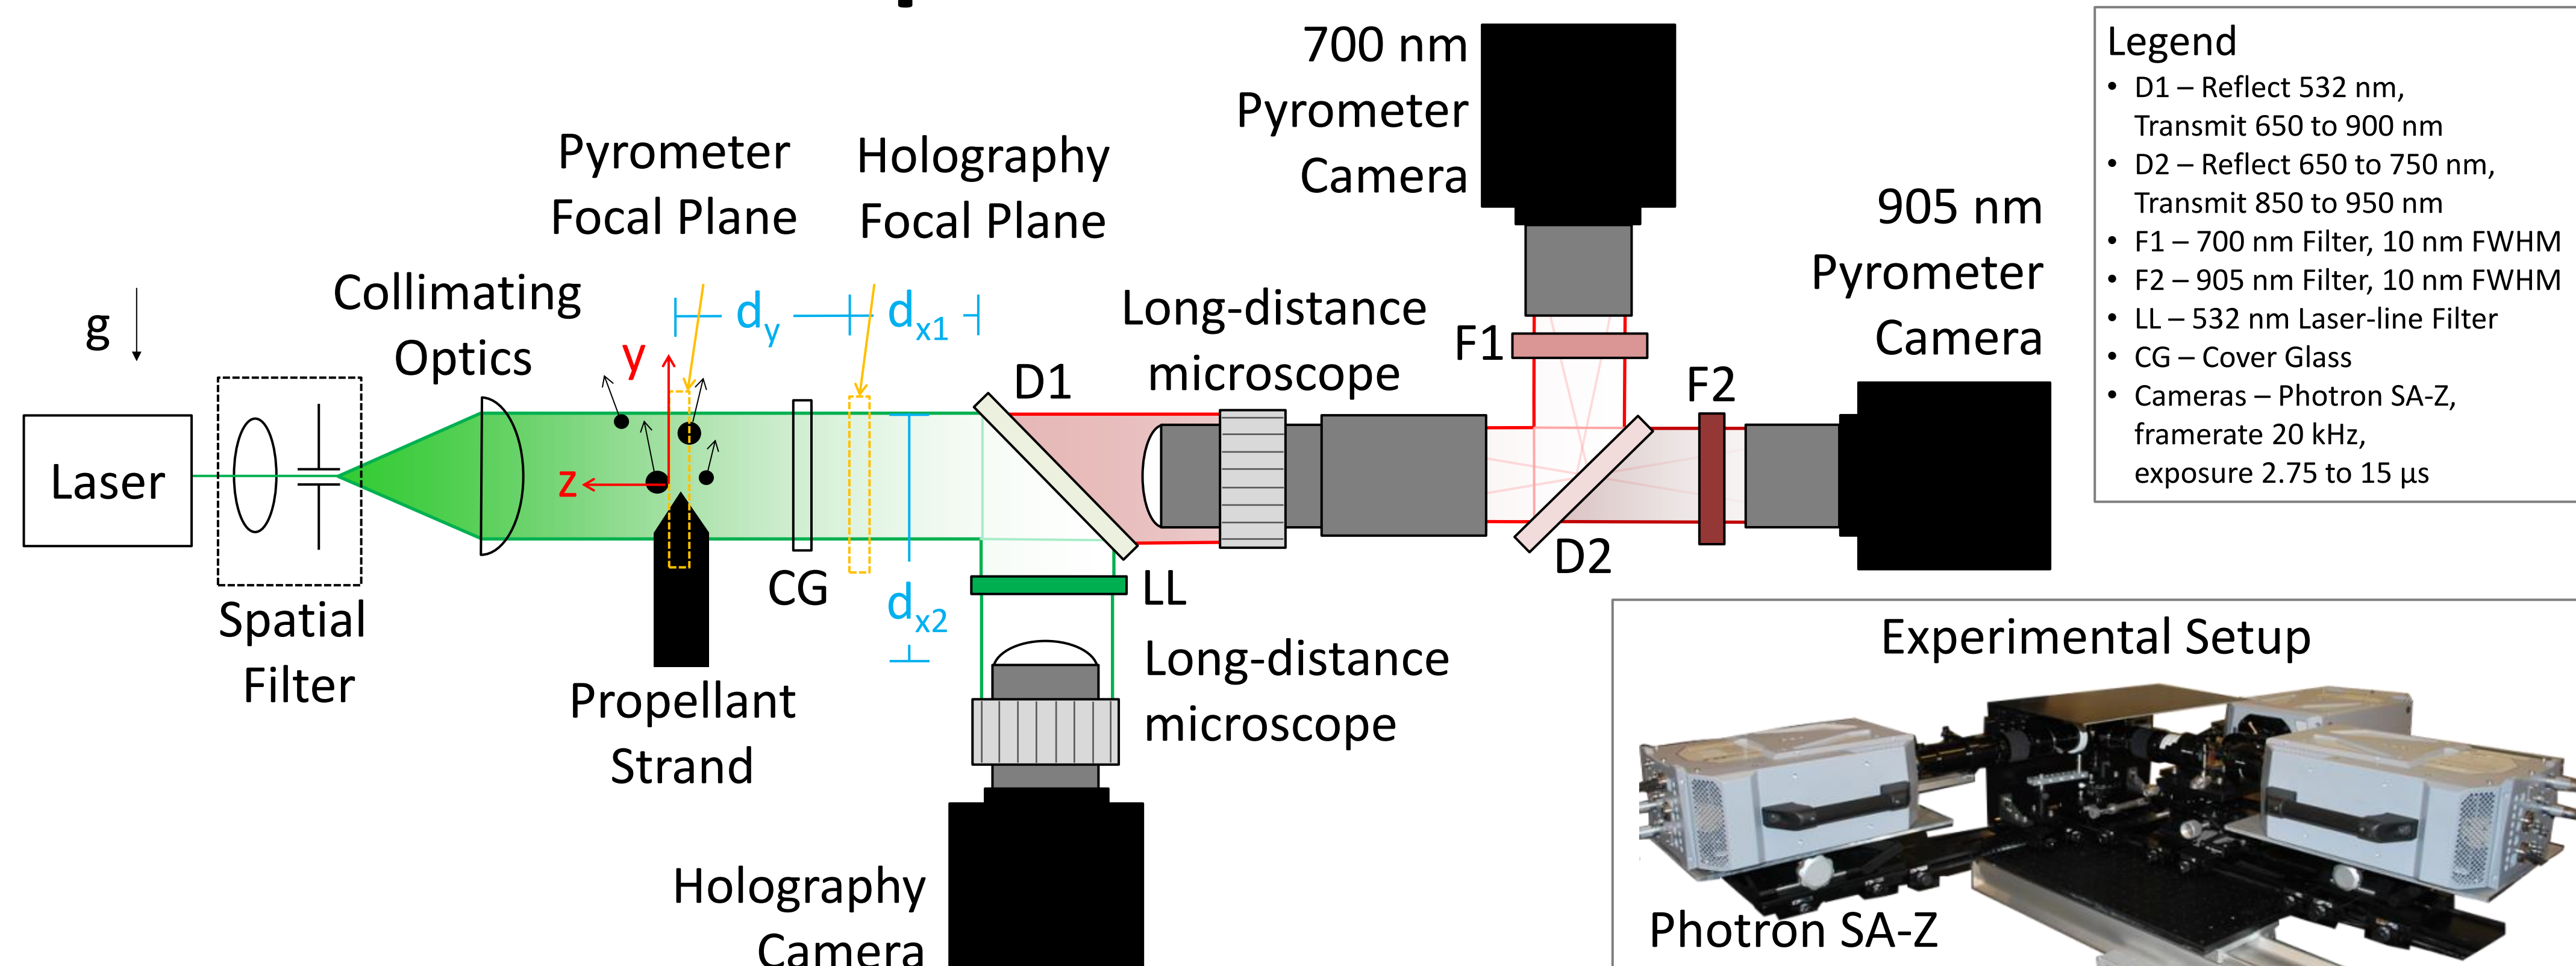 g
Laser
Spatial
Filter
Collimating
Optics
Pyrometer
Focal Plane
Holography
Focal Plane
dy
dx1
dx2
y
z
Propellant
Strand
CG
D1
LL
Long-distance
microscope
Long-distance
microscope
Holography
Camera
700 nm
Pyrometer
Camera
F1
D2
F2
905 nm
Pyrometer
Camera
Legend
• D1 – Reflect 532 nm,
Transmit 650 to 900 nm
• D2 – Reflect 650 to 750 nm,
Transmit 850 to 950 nm
• F1 – 700 nm Filter, 10 nm FWHM
• F2 – 905 nm Filter, 10 nm FWHM
• LL – 532 nm Laser-line Filter
• CG – Cover Glass
• Cameras – Photron SA-Z,
framerate 20 kHz,
exposure 2.75 to 15 µs
Experimental Setup
Photron SA-Z